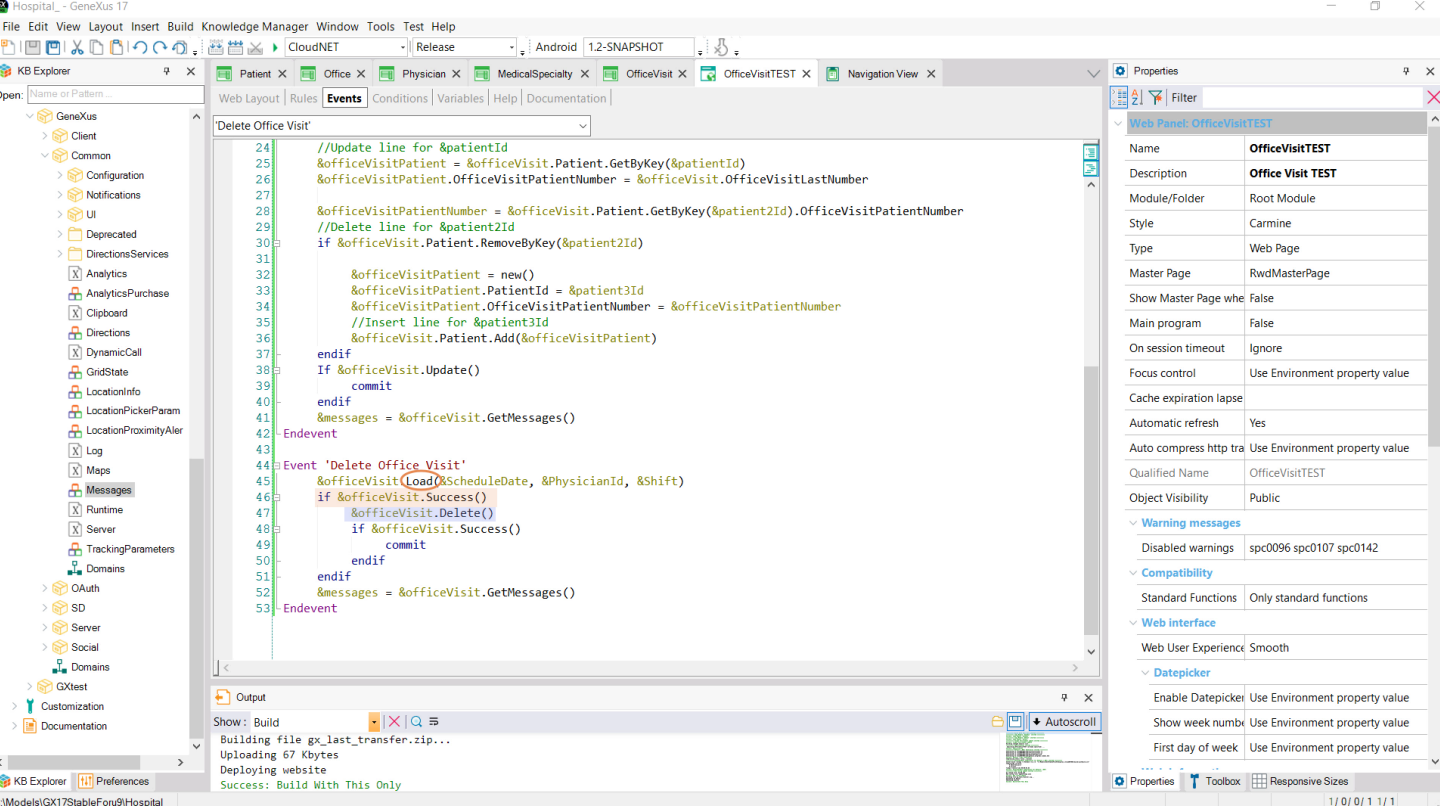 Hospital_ - GeneXus 17
File Edit View Layout Insert Build Knowledge Manager Window Tools Test Help
CloudNET Release Android 1.2-SNAPSHOT
KB Explorer
Open: Name or Pattern ...
GeneXus
Client
Common
Configuration
Notifications
UI
Deprecated
DirectionsServices
Analytics
AnalyticsPurchase
Clipboard
Directions
DynamicCall
GridState
LocationInfo
LocationPickerParam
LocationProximityAler
Log
Maps
Messages
Runtime
Server
TrackingParameters
Domains
OAuth
SD
Server
Social
Domains
GXtest
Customization
Documentation
KB Explorer Preferences
Patient Office Physician MedicalSpecialty OfficeVisit OfficeVisitTEST Navigation View
Web Layout Rules Events Conditions Variables Help Documentation
'Delete Office Visit'
24 //Update line for &patientId
25 &officeVisitPatient = &officeVisit.Patient.GetByKey(&patientId)
26 &officeVisitPatient.OfficeVisitPatientNumber = &officeVisit.OfficeVisitLastNumber
27
28 &officeVisitPatientNumber = &officeVisit.Patient.GetByKey(&patient2Id).OfficeVisitPatientNumber
29 //Delete line for &patient2Id
30 if &officeVisit.Patient.RemoveByKey(&patient2Id)
31
32 &officeVisitPatient = new()
33 &officeVisitPatient.PatientId = &patient3Id
34 &officeVisitPatient.OfficeVisitPatientNumber = &officeVisitPatientNumber
35 //Insert line for &patient3Id
36 &officeVisit.Patient.Add(&officeVisitPatient)
37 endif
38 If &officeVisit.Update()
39 commit
40 endif
41 &messages = &officeVisit.GetMessages()
42 Endevent
43
44 Event 'Delete Office Visit'
45 &officeVisit.Load(&ScheduleDate, &PhysicianId, &Shift)
46 if &officeVisit.Success()
47 &officeVisit.Delete()
48 if &officeVisit.Success()
49 commit
50 endif
51 endif
52 &messages = &officeVisit.GetMessages()
53 Endevent
Output
Show : Build Autoscroll
Building file gx_last_transfer.zip...
Uploading 67 Kbytes
Deploying website
Success: Build With This Only
Properties
Filter
Web Panel: OfficeVisitTEST
Name OfficeVisitTEST
Description Office Visit TEST
Module/Folder Root Module
Style Carmine
Type Web Page
Master Page RwdMasterPage
Show Master Page whe False
Main program False
On session timeout Ignore
Focus control Use Environment property value
Cache expiration lapse
Automatic refresh Yes
Auto compress http tra Use Environment property value
Qualified Name OfficeVisitTEST
Object Visibility Public
Warning messages
Disabled warnings spc0096 spc0107 spc0142
Compatibility
Standard Functions Only standard functions
Web interface
Web User Experience Smooth
Datepicker
Enable Datepicker Use Environment property value
Show week numbe Use Environment property value
First day of week Use Environment property value
Properties Toolbox Responsive Sizes
:\Models\GX17StableForu9\Hospital 1/ 0/ 0/ 1 1/ 1